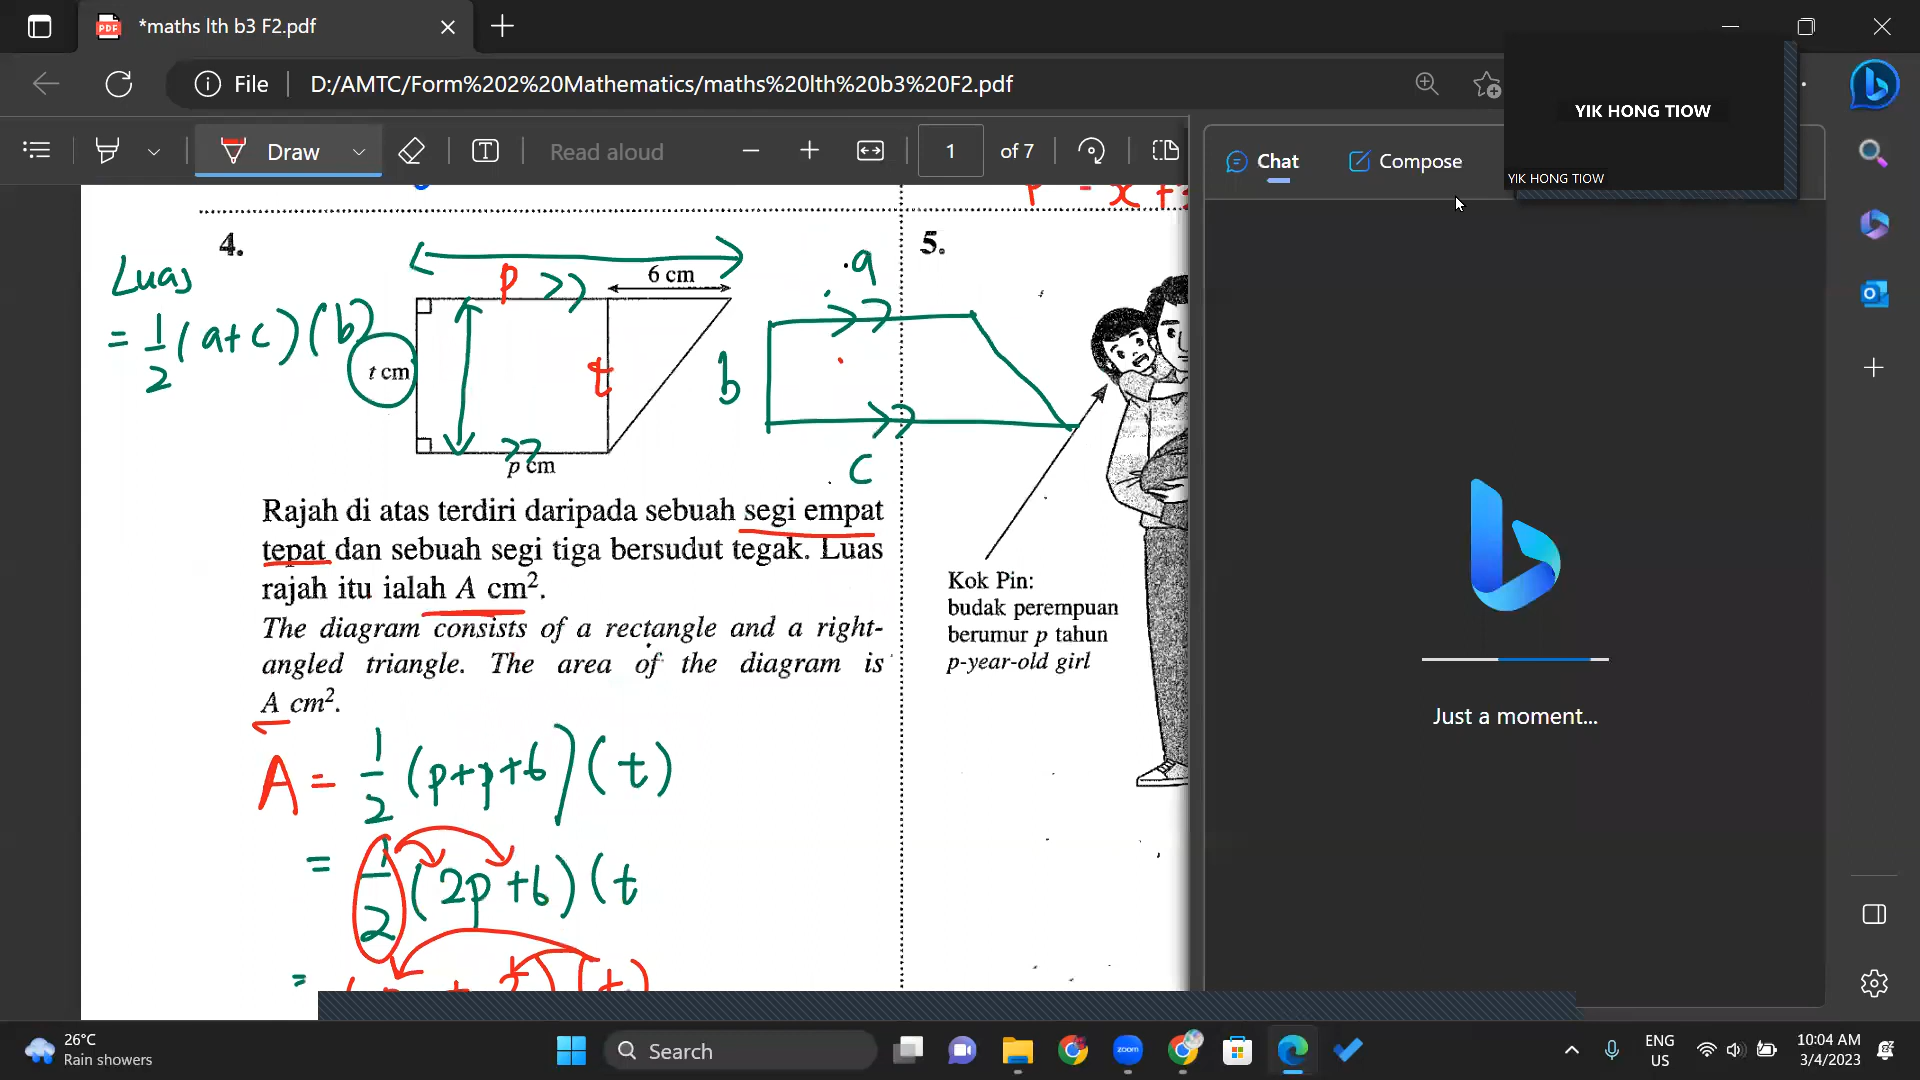 *maths lth b3 F2.pdf
File
D:/AMTC/Form%202%20Mathematics/maths%20lth%20b3%20F2.pdf
Draw
Read aloud
1
of 7
Chat
Compose
YIK HONG TIOW
YIK HONG TIOW
4.
Luas
= 1/2 (a+c)(b)
p
6 cm
t cm
t
p cm
a
b
c
5.
Rajah di atas terdiri daripada sebuah segi empat
tepat dan sebuah segi tiga bersudut tegak. Luas
rajah itu ialah A cm².
The diagram consists of a rectangle and a right-
angled triangle. The area of the diagram is
A cm².
A = 1/2 (p+p+6)(t)
= 1/2 (2p+6)(t
Kok Pin:
budak perempuan
berumur p tahun
p-year-old girl
Just a moment...
26°C
Rain showers
Search
zoom
ENG
US
10:04 AM
3/4/2023